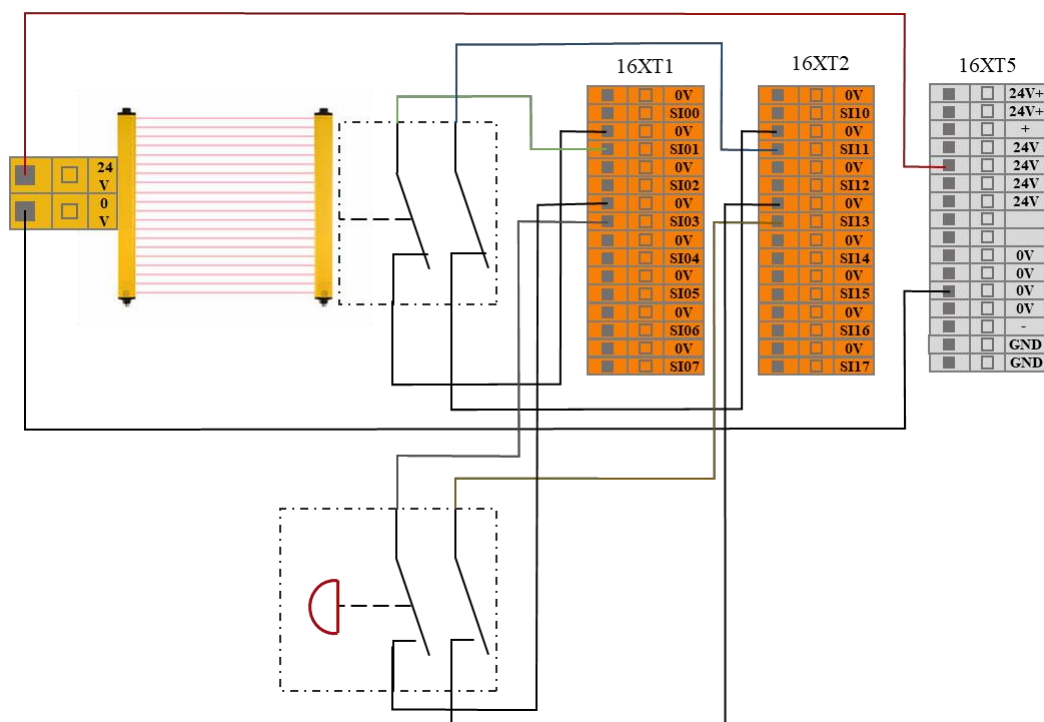 16XT1
16XT2
16XT5
24
V
0
V
0V
SI00
0V
SI01
0V
SI02
0V
SI03
0V
SI04
0V
SI05
0V
SI06
0V
SI07
0V
SI10
0V
SI11
0V
SI12
0V
SI13
0V
SI14
0V
SI15
0V
SI16
0V
SI17
24V+
24V+
+
24V
24V
24V
24V
0V
0V
0V
0V
-
GND
GND